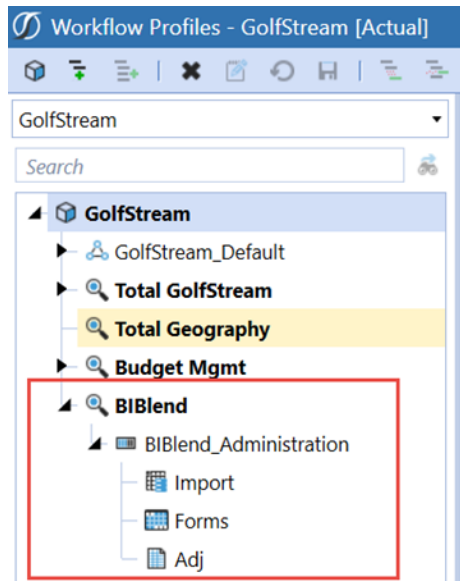 Workflow Profiles - GolfStream [Actual]
GolfStream
Search
GolfStream
GolfStream_Default
Total GolfStream
Total Geography
Budget Mgmt
BIBlend
BIBlend_Administration
Import
Forms
Adj